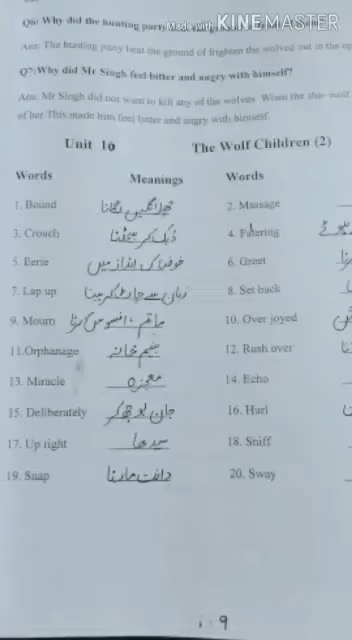 Made with KINEMASTER
Q6: Why did the hunting party
Ans: The hunting party beat the ground of frighten the wolves out in the op
Q7: Why did Mr Singh feel bitter and angry with himself?
Ans: Mr Singh did not want to kill any of the wolves. When the she-wolf
of her This made him feel bitter and angry with himself.
Unit 16 The Wolf Children (2)
Words Meanings Words
1. Bound چھلانگیں لگانا 2. Massage
3. Crouch دبک کر بیٹھنا 4.
5. Eerie خوفناک انداز میں 6. Greet
7. Lap up زبان سے چاٹ کر پینا 8. Set back
9. Mourn ماتم، افسوس کرنا 10. Over joyed
11. Orphanage یتیم خانہ 12. Rush over
13. Miracle معجزہ 14. Echo
15. Deliberately جان بوجھ کر 16. Hurl
17. Up right سیدھا 18. Sniff
19. Snap دانت مارنا 20. Sway
9